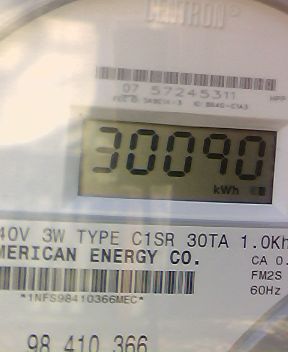 CENTRON®
07 57245311
30090
kWh
40V 3W TYPE C1SR 30TA 1.0Kh
MERICAN ENERGY CO.
CA 0.
*1NFS98410366MEC*
FM2S
60Hz
98 410 366